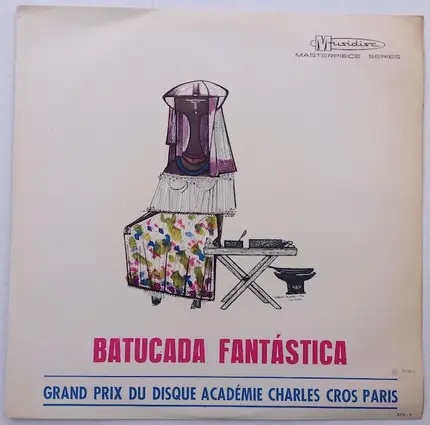 Musidisc
MASTERPIECE SERIES
BATUCADA FANTÁSTICA
GRAND PRIX DU DISQUE ACADÉMIE CHARLES CROS PARIS